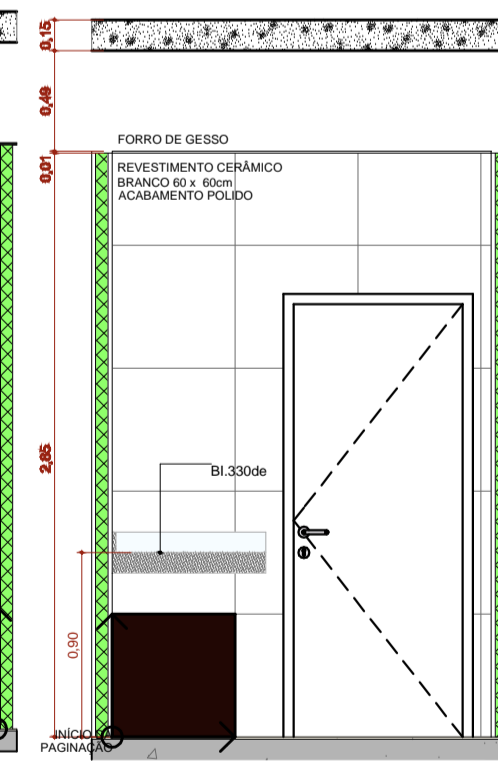 0,15
0,49
FORRO DE GESSO
0,01
REVESTIMENTO CERÂMICO
BRANCO 60 x 60cm
ACABAMENTO POLIDO
2,85
BI.330de
0,90
INÍCIO DA
PAGINAÇÃO